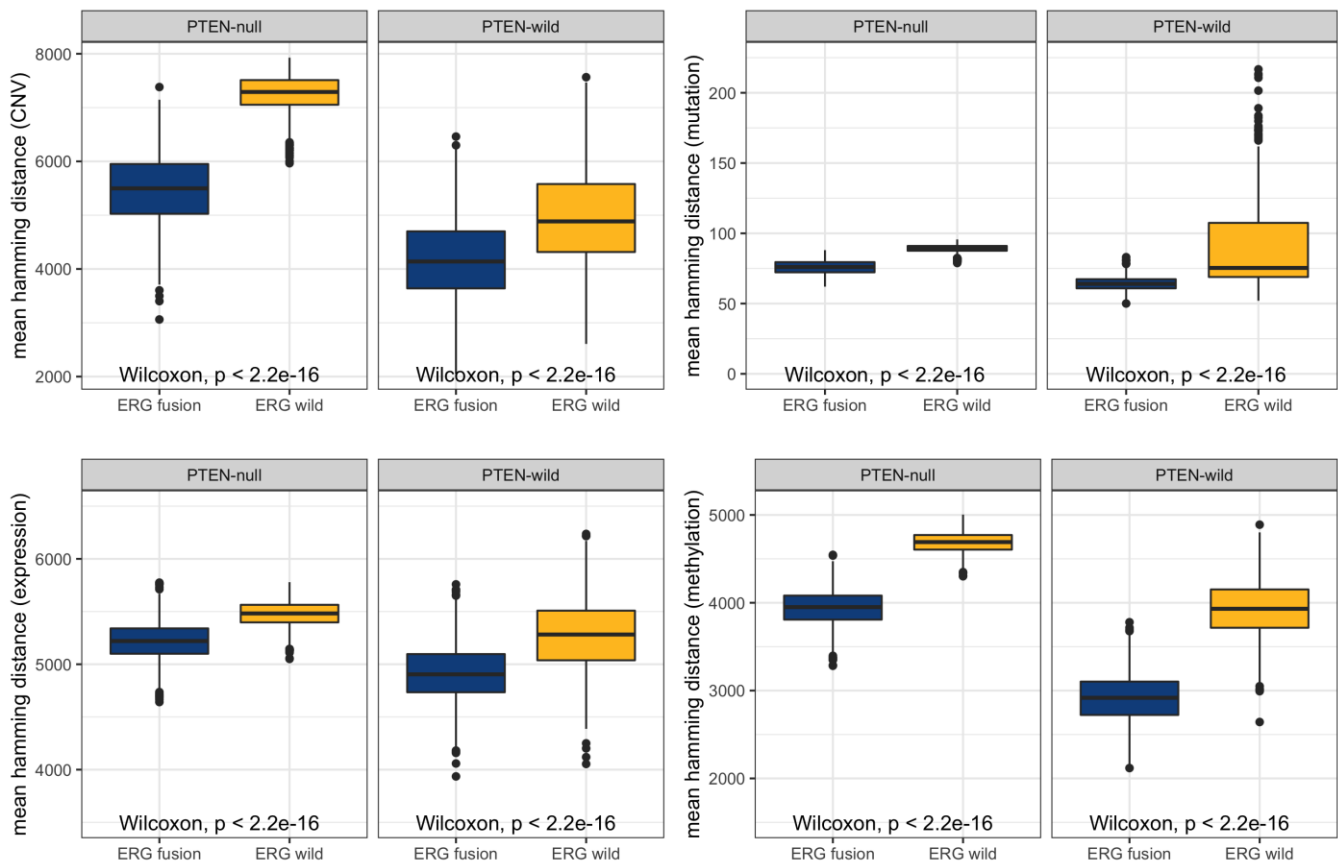 PTEN-null
PTEN-wild
mean hamming distance (CNV)
8000
6000
4000
2000
Wilcoxon, p < 2.2e-16
Wilcoxon, p < 2.2e-16
ERG fusion
ERG wild
ERG fusion
ERG wild
PTEN-null
PTEN-wild
mean hamming distance (mutation)
200
150
100
50
0
Wilcoxon, p < 2.2e-16
Wilcoxon, p < 2.2e-16
ERG fusion
ERG wild
ERG fusion
ERG wild
PTEN-null
PTEN-wild
mean hamming distance (expression)
6000
5000
4000
Wilcoxon, p < 2.2e-16
Wilcoxon, p < 2.2e-16
ERG fusion
ERG wild
ERG fusion
ERG wild
PTEN-null
PTEN-wild
mean hamming distance (methylation)
5000
4000
3000
2000
Wilcoxon, p < 2.2e-16
Wilcoxon, p < 2.2e-16
ERG fusion
ERG wild
ERG fusion
ERG wild